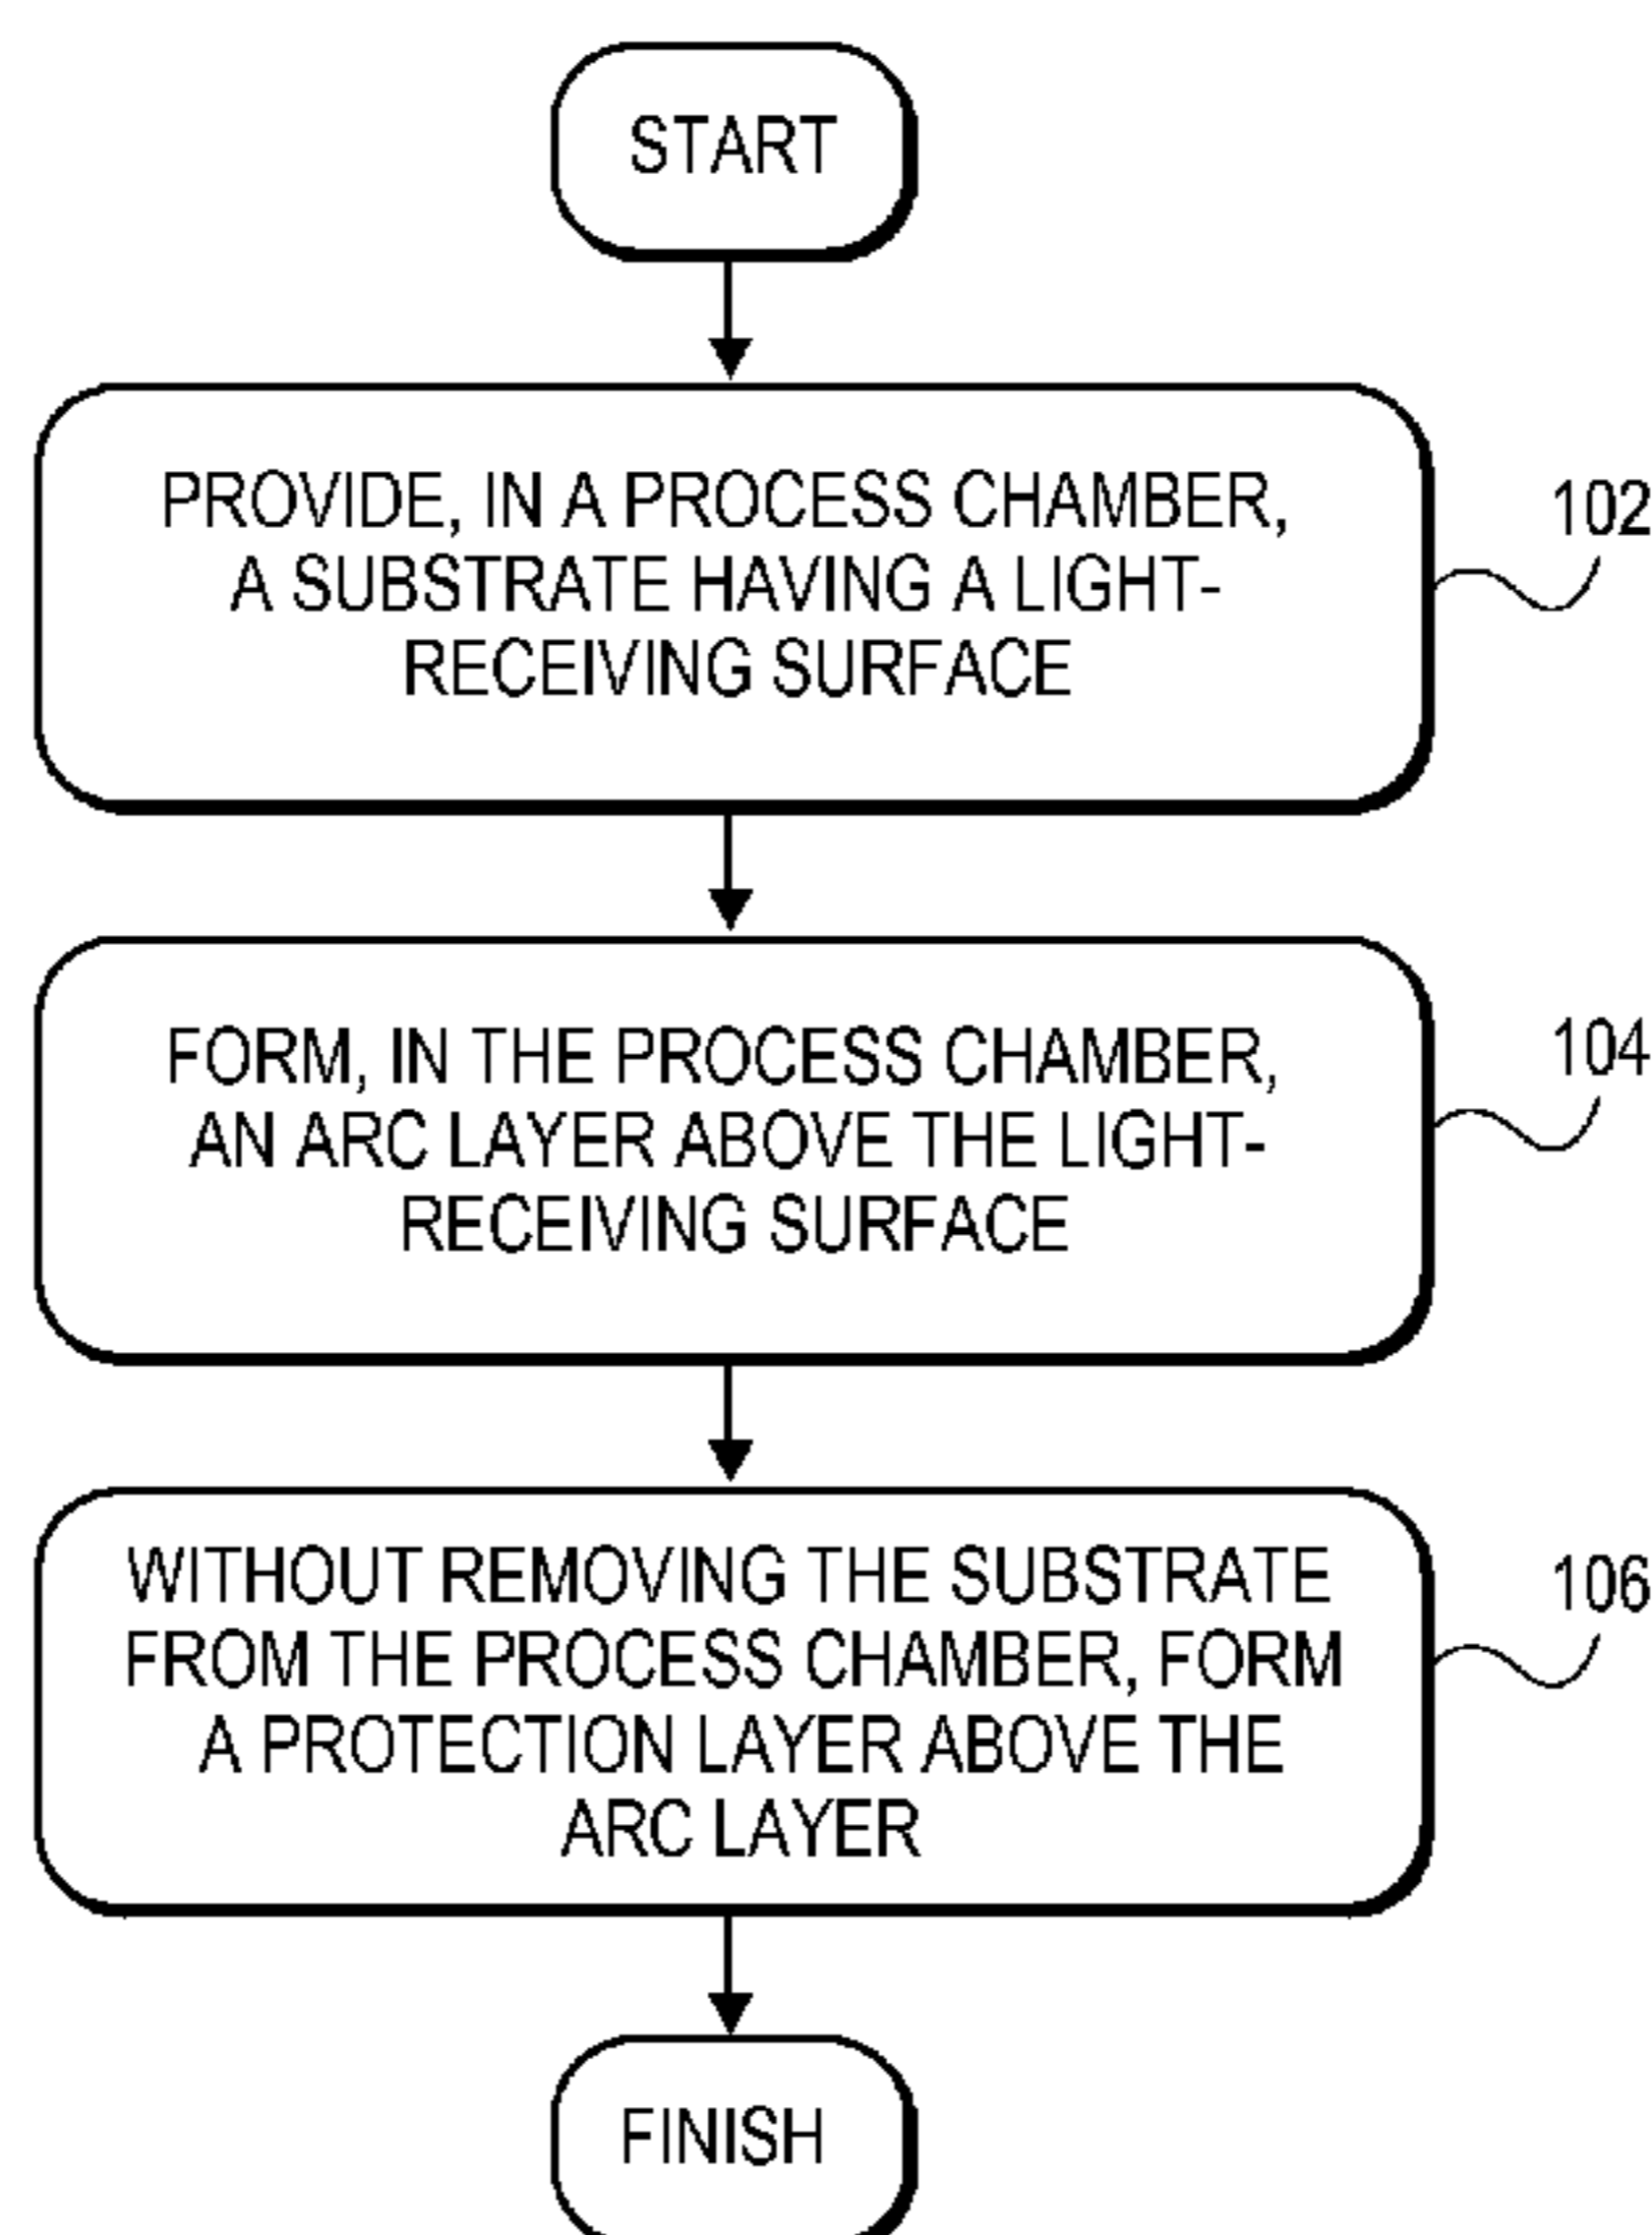 START
PROVIDE, IN A PROCESS CHAMBER,
A SUBSTRATE HAVING A LIGHT-
RECEIVING SURFACE
102
FORM, IN THE PROCESS CHAMBER,
AN ARC LAYER ABOVE THE LIGHT-
RECEIVING SURFACE
104
WITHOUT REMOVING THE SUBSTRATE
FROM THE PROCESS CHAMBER, FORM
A PROTECTION LAYER ABOVE THE
ARC LAYER
106
FINISH